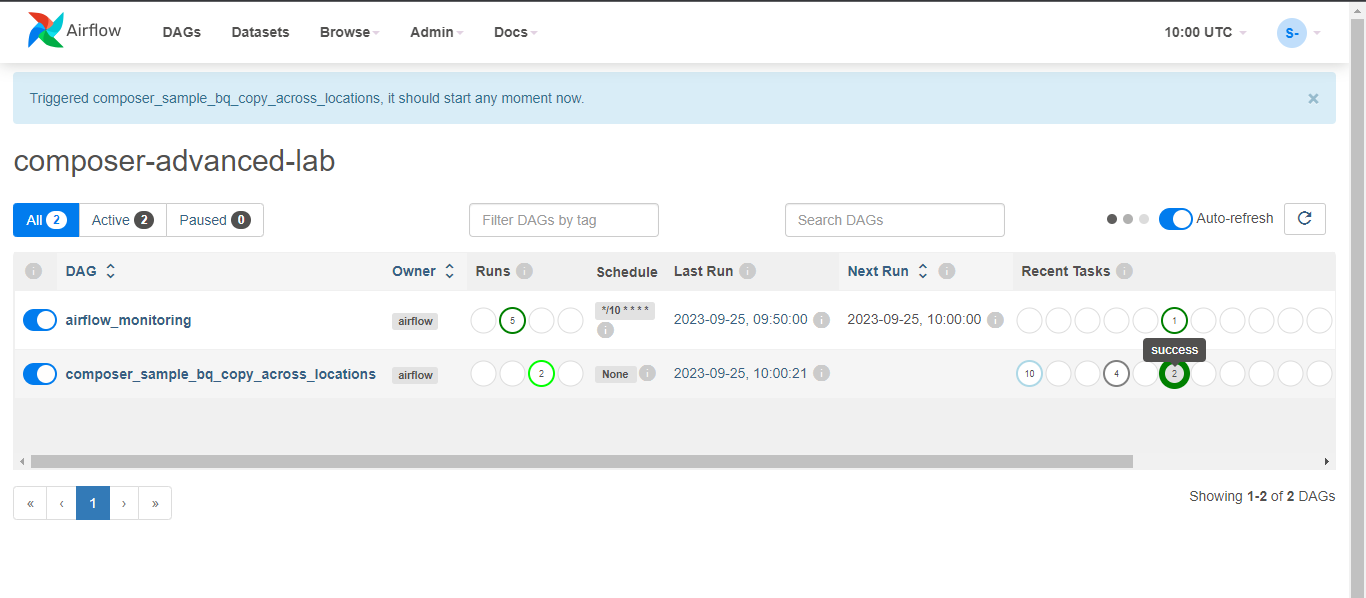 Airflow DAGs Datasets Browse Admin Docs 10:00 UTC S-
Triggered composer_sample_bq_copy_across_locations, it should start any moment now. ×
composer-advanced-lab
All 2 Active 2 Paused 0 Filter DAGs by tag Search DAGs Auto-refresh
i DAG Owner Runs i Schedule Last Run i Next Run i Recent Tasks i
airflow_monitoring airflow 5 */10 * * * * i 2023-09-25, 09:50:00 i 2023-09-25, 10:00:00 i 1
success
composer_sample_bq_copy_across_locations airflow 2 None i 2023-09-25, 10:00:21 i 10 4 2
« ‹ 1 › » Showing 1-2 of 2 DAGs